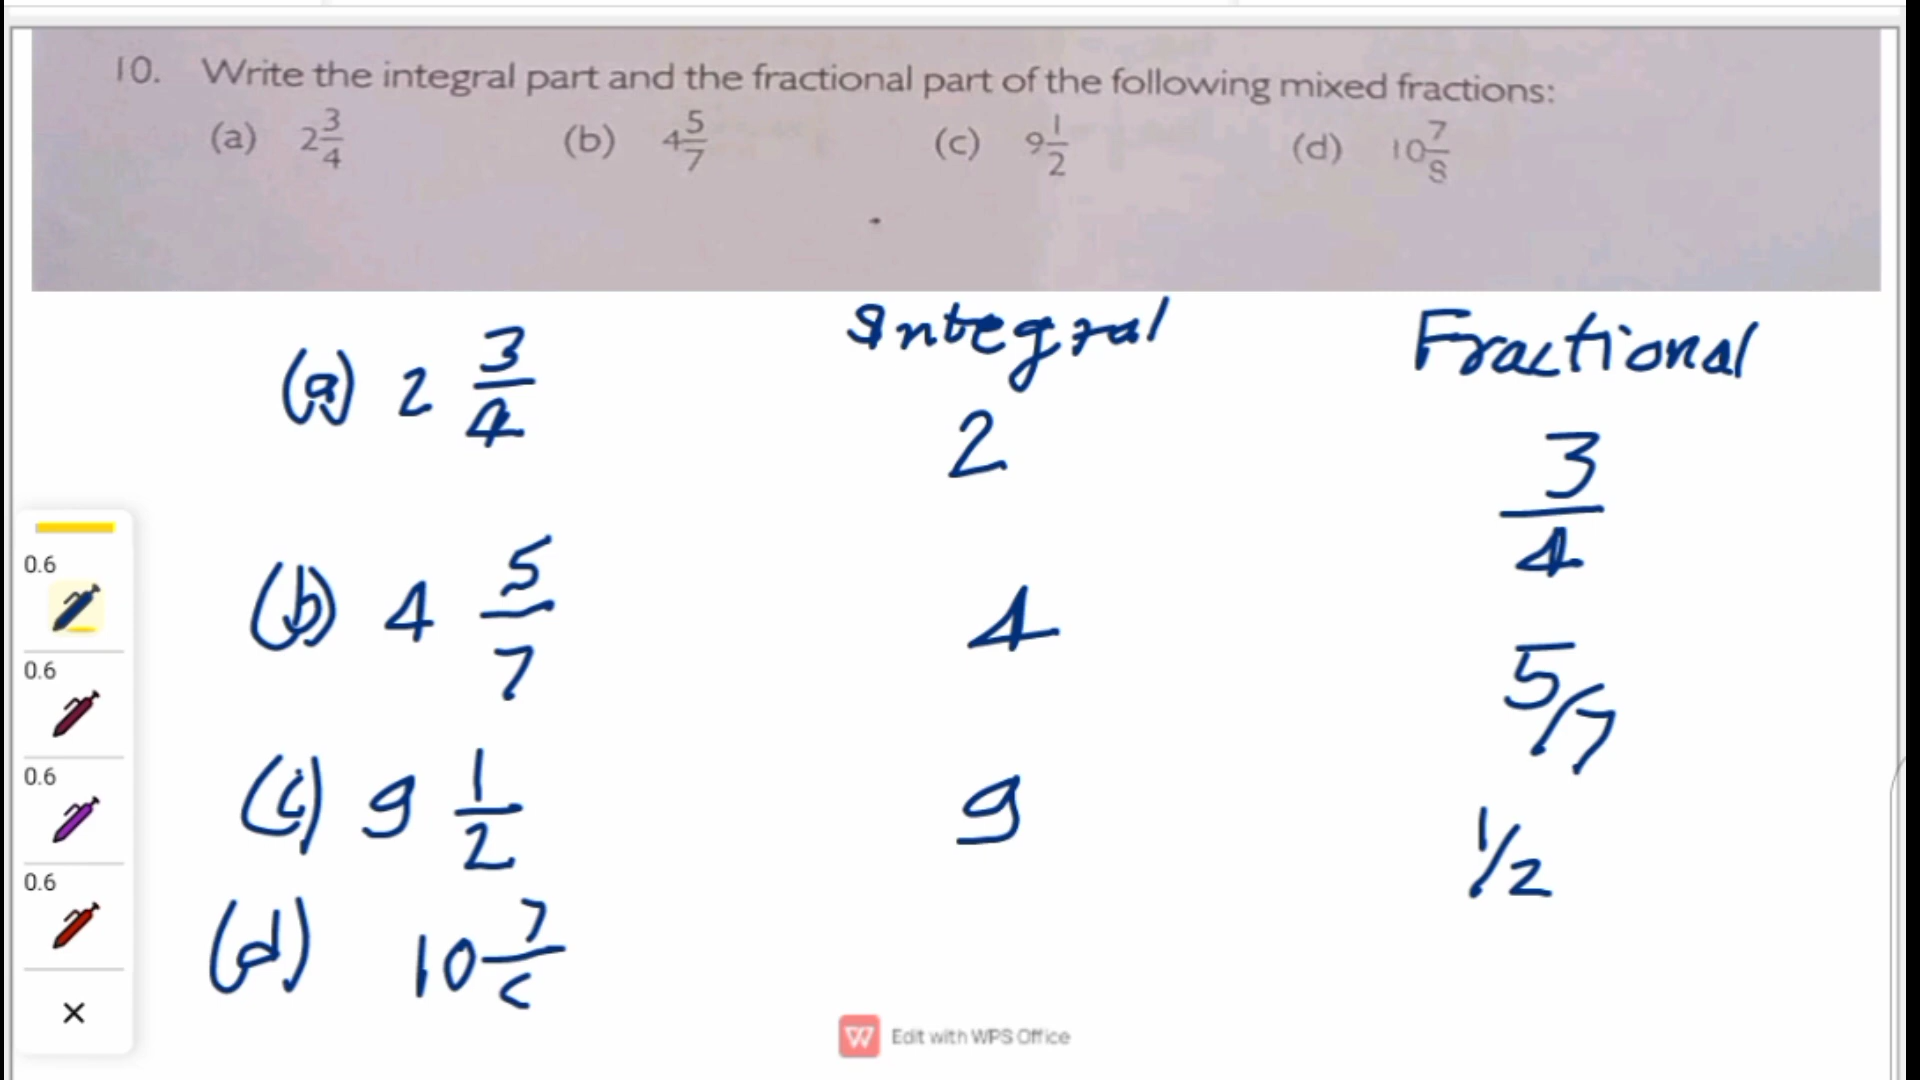 10. Write the integral part and the fractional part of the following mixed fractions:
(a) 2 3/4 (b) 4 5/7 (c) 9 1/2 (d) 10 7/8
Integral Fractional
(a) 2 3/4 2 3/4
(b) 4 5/7 4 5/7
(c) 9 1/2 9 1/2
(d) 10 7/
0.6
0.6
0.6
0.6
×
Edit with WPS Office